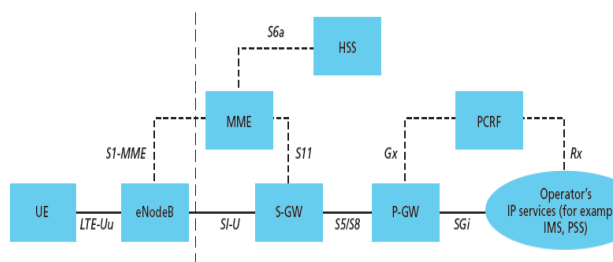 S6a
HSS
MME
PCRF
S1-MME
S11
Gx
Rx
UE
eNodeB
S-GW
P-GW
Operator's
IP services (for examp
IMS, PSS)
LTE-Uu
SI-U
S5/S8
SGi